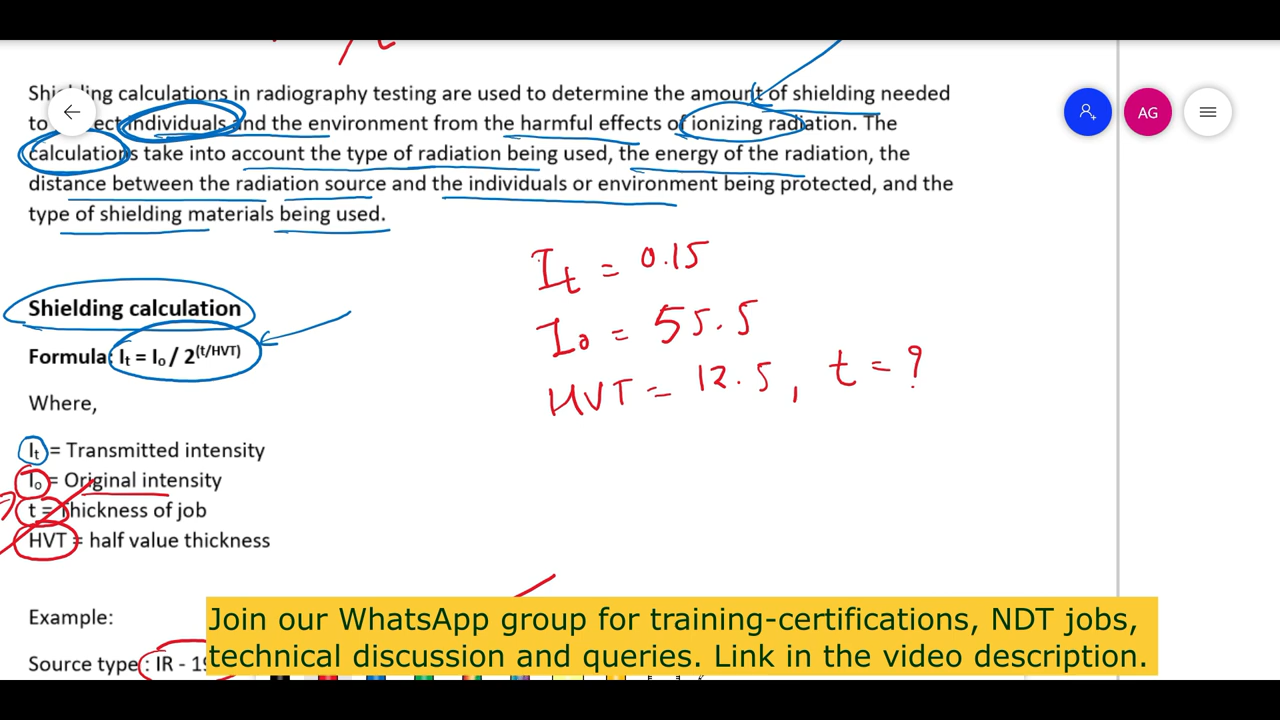 Shielding calculations in radiography testing are used to determine the amount of shielding needed
to protect individuals and the environment from the harmful effects of ionizing radiation. The
AG
calculations take into account the type of radiation being used, the energy of the radiation, the
distance between the radiation source and the individuals or environment being protected, and the
type of shielding materials being used.
It = 0.15
Shielding calculation
Io = 55.5
Formula: It = Io / 2(t/HVT)
HVT = 12.5, t = ?
Where,
It = Transmitted intensity
Io = Original intensity
t = Thickness of job
HVT = half value thickness
Example:
Join our WhatsApp group for training-certifications, NDT jobs,
Source type : IR - 19
technical discussion and queries. Link in the video description.